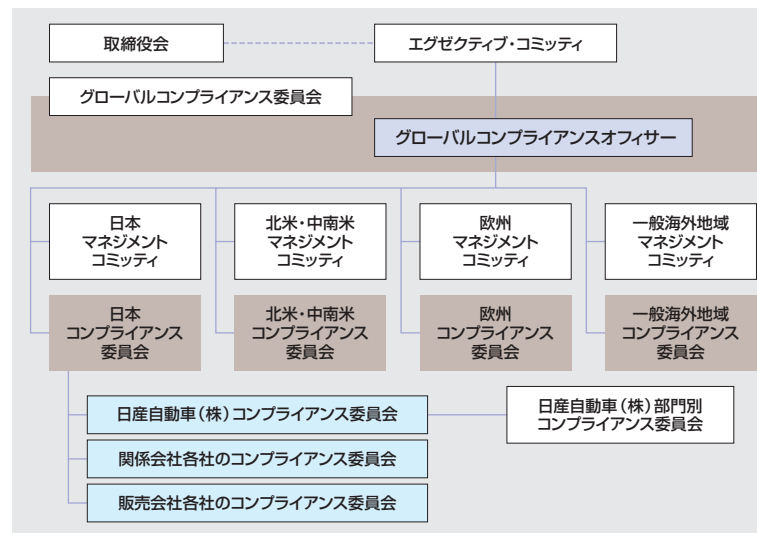 取締役会
エグゼクティブ・コミッティ
グローバルコンプライアンス委員会
グローバルコンプライアンスオフィサー
日本
マネジメント
コミッティ
北米・中南米
マネジメント
コミッティ
欧州
マネジメント
コミッティ
一般海外地域
マネジメント
コミッティ
日本
コンプライアンス
委員会
北米・中南米
コンプライアンス
委員会
欧州
コンプライアンス
委員会
一般海外地域
コンプライアンス
委員会
日産自動車（株）コンプライアンス委員会
日産自動車（株）部門別
コンプライアンス委員会
関係会社各社のコンプライアンス委員会
販売会社各社のコンプライアンス委員会